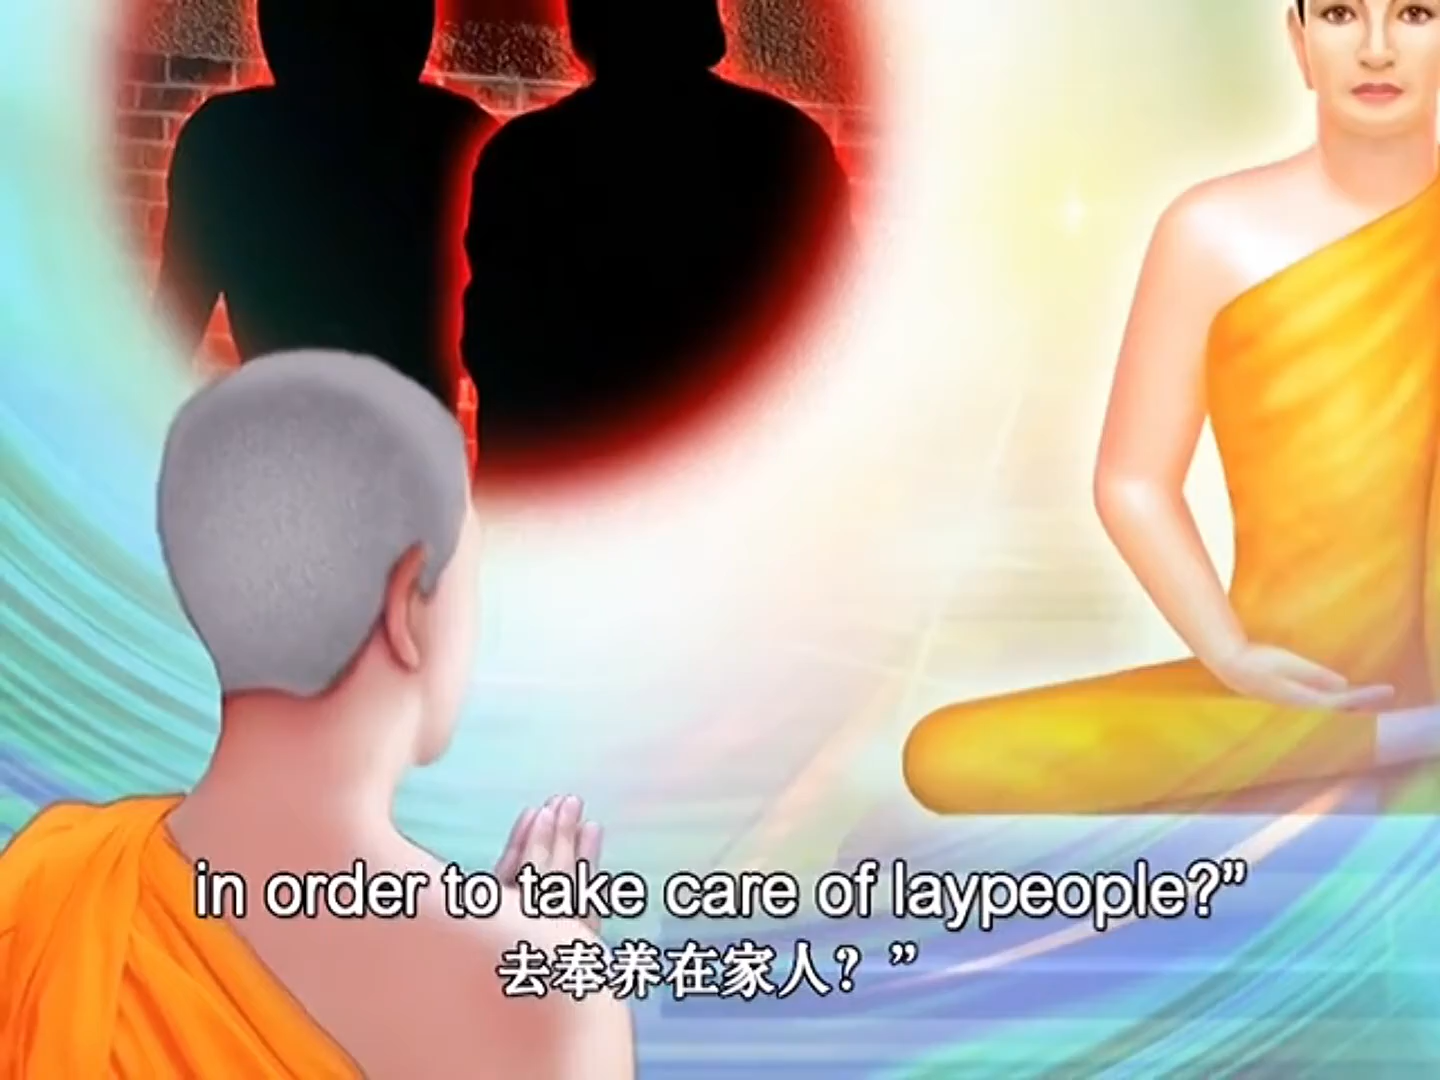 in order to take care of laypeople?”
去奉养在家人？”